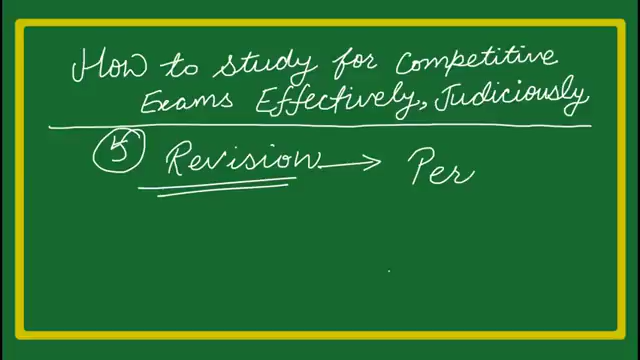 How to study for competitive
Exams Effectively, Judiciously
5 Revision → Per